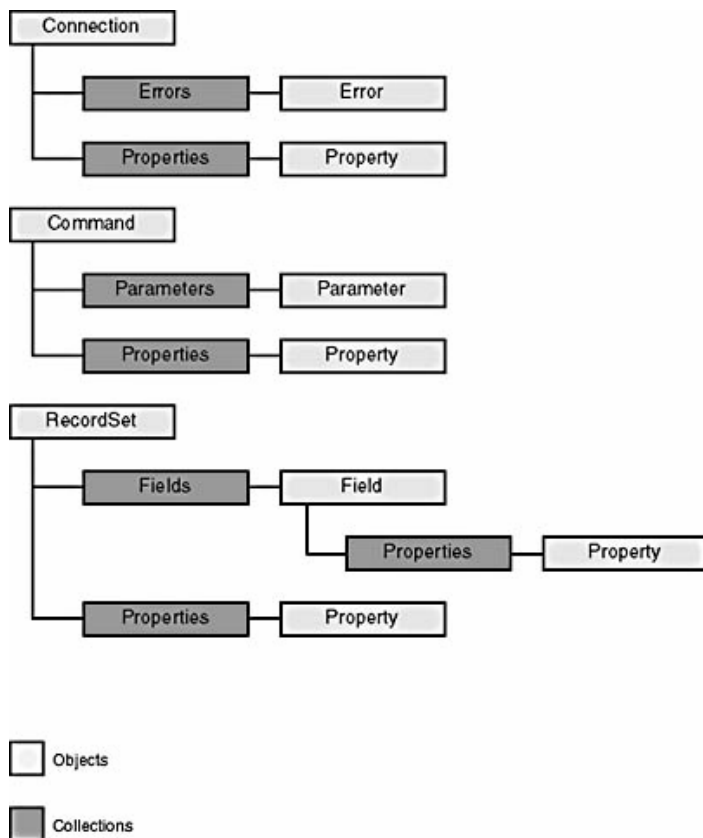 Connection
Errors Error
Properties Property
Command
Parameters Parameter
Properties Property
RecordSet
Fields Field
Properties Property
Properties Property
Objects
Collections